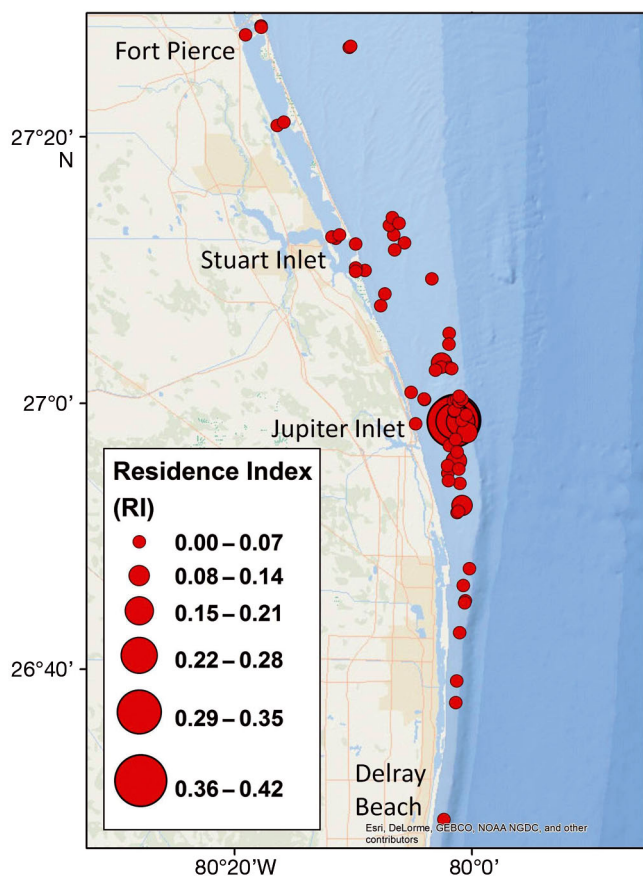 Fort Pierce
27°20’
N
Stuart Inlet
27°0’
Jupiter Inlet
Residence Index
(RI)
0.00–0.07
0.08–0.14
0.15–0.21
0.22–0.28
0.29–0.35
0.36–0.42
26°40’
Delray
Beach
Esri, DeLorme, GEBCO, NOAA NGDC, and other
contributors
80°20’W
80°0’